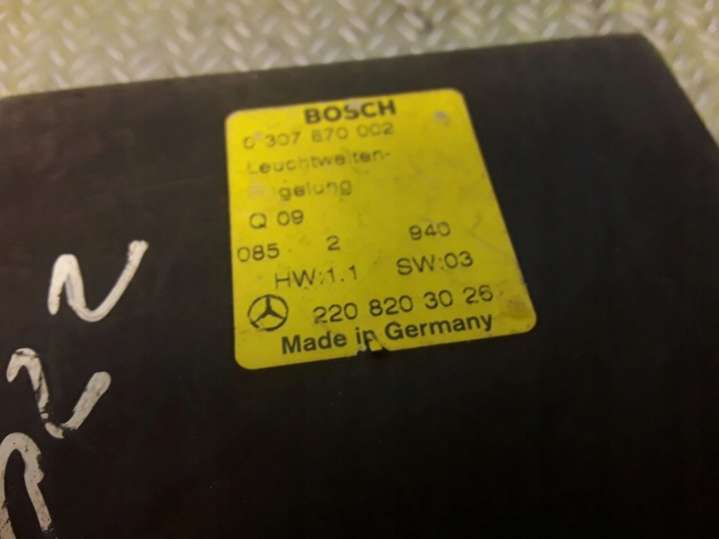 BOSCH
0 307 870 002
Leuchtweiten-
gelung
Q 09
085 2 940
HW:1.1 SW:03
220 820 30 26
Made in Germany